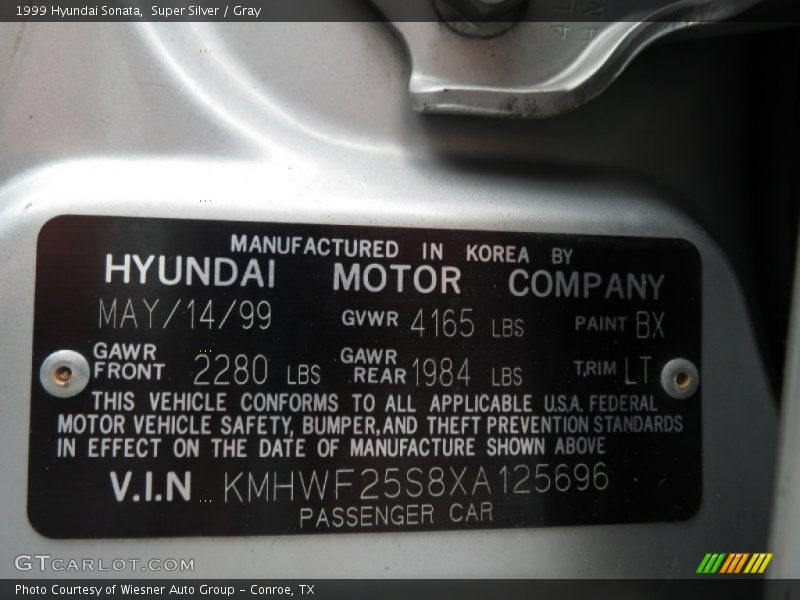 1999 Hyundai Sonata, Super Silver / Gray
MANUFACTURED IN KOREA BY
HYUNDAI MOTOR COMPANY
MAY/14/99 GVWR 4165 LBS PAINT BX
GAWR FRONT 2280 LBS GAWR REAR 1984 LBS T,RIM LT
THIS VEHICLE CONFORMS TO ALL APPLICABLE U.S.A. FEDERAL
MOTOR VEHICLE SAFETY, BUMPER, AND THEFT PREVENTION STANDARDS
IN EFFECT ON THE DATE OF MANUFACTURE SHOWN ABOVE
V.I.N KMHWF25S8XA125696
PASSENGER CAR
GTCARLOT.COM
Photo Courtesy of Wiesner Auto Group - Conroe, TX